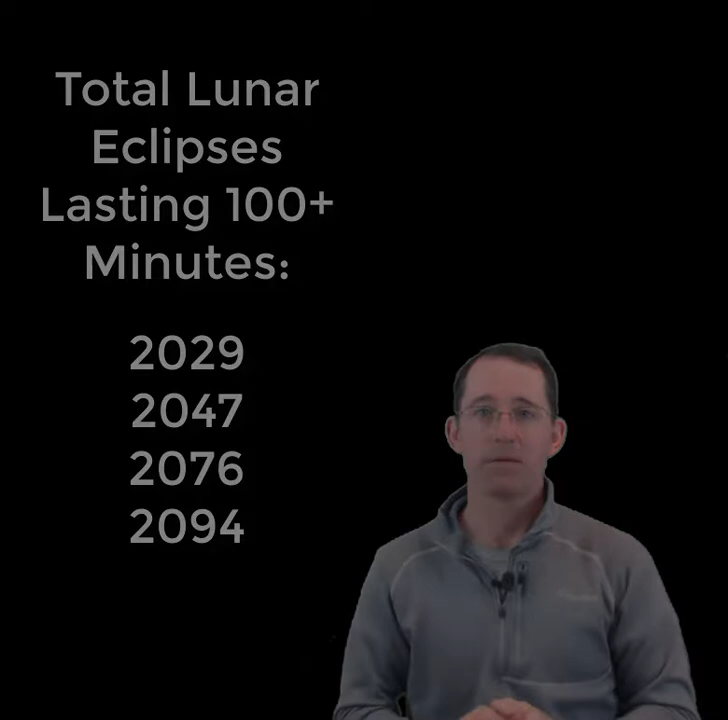 Total Lunar
Eclipses
Lasting 100+
Minutes:
2029
2047
2076
2094